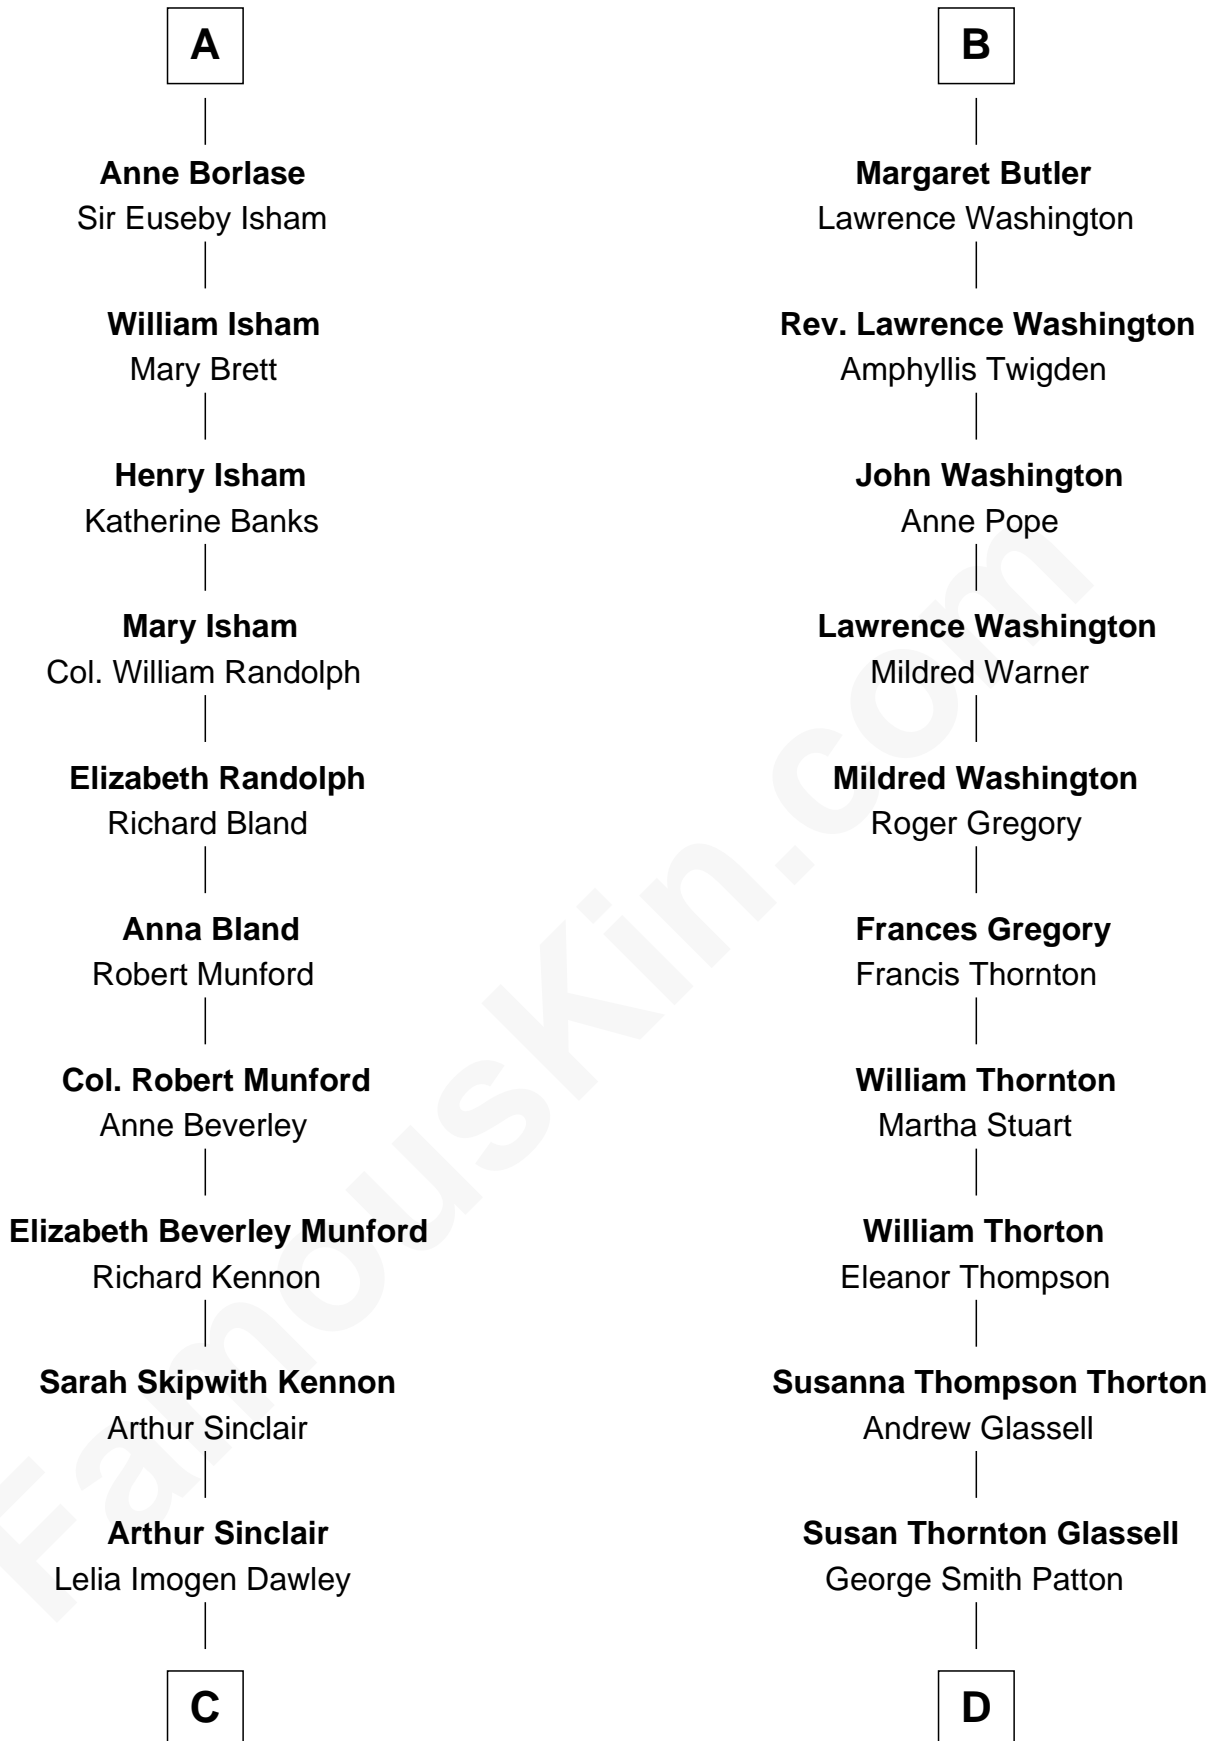 A
Anne Borlase
Sir Euseby Isham
William Isham
Mary Brett
Henry Isham
Katherine Banks
Mary Isham
Col. William Randolph
Elizabeth Randolph
Richard Bland
Anna Bland
Robert Munford
Col. Robert Munford
Anne Beverley
Elizabeth Beverley Munford
Richard Kennon
Sarah Skipwith Kennon
Arthur Sinclair
Arthur Sinclair
Lelia Imogen Dawley
C
B
Margaret Butler
Lawrence Washington
Rev. Lawrence Washington
Amphyllis Twigden
John Washington
Anne Pope
Lawrence Washington
Mildred Warner
Mildred Washington
Roger Gregory
Frances Gregory
Francis Thornton
William Thornton
Martha Stuart
William Thorton
Eleanor Thompson
Susanna Thompson Thorton
Andrew Glassell
Susan Thornton Glassell
George Smith Patton
D
FamousKin.com